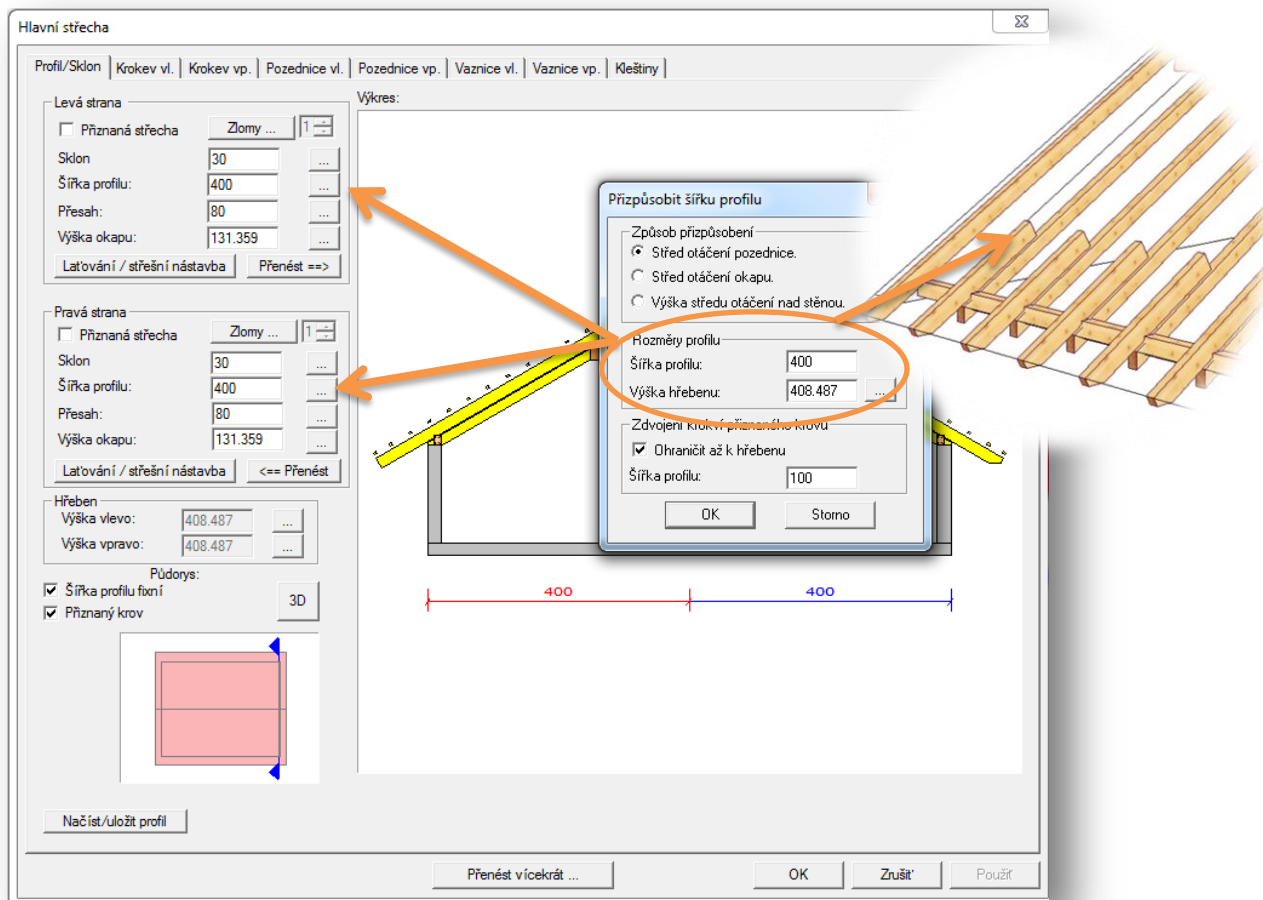 Hlavní střecha
Profil/Sklon Krokev vl. Krokev vp. Pozednice vl. Pozednice vp. Vaznice vl. Vaznice vp. Kleštiny
Levá strana
Přiznaná střecha Zlomy ... 1
Sklon 30 ...
Šířka profilu: 400 ...
Přesah: 80 ...
Výška okapu: 131.359 ...
Laťování / střešní nástavba Přenést ==>
Pravá strana
Přiznaná střecha Zlomy ... 1
Sklon 30 ...
Šířka profilu: 400 ...
Přesah: 80 ...
Výška okapu: 131.359 ...
Laťování / střešní nástavba <== Přenést
Hřeben
Výška vlevo: 408.487 ...
Výška vpravo: 408.487 ...
Půdorys:
Šířka profilu fixní
Přiznaný krov
3D
Načíst/uložit profil
Výkres:
Přizpůsobit šířku profilu
Způsob přizpůsobení
Střed otáčení pozednice.
Střed otáčení okapu.
Výška středu otáčení nad stěnou.
Rozměry profilu
Šířka profilu: 400
Výška hřebenu: 408.487 ...
Zdvojení krokví přiznaného krovu
Ohraničit až k hřebenu
Šířka profilu: 100
OK Storno
400 400
Přenést vícekrát ... OK Zrušit' Použít'